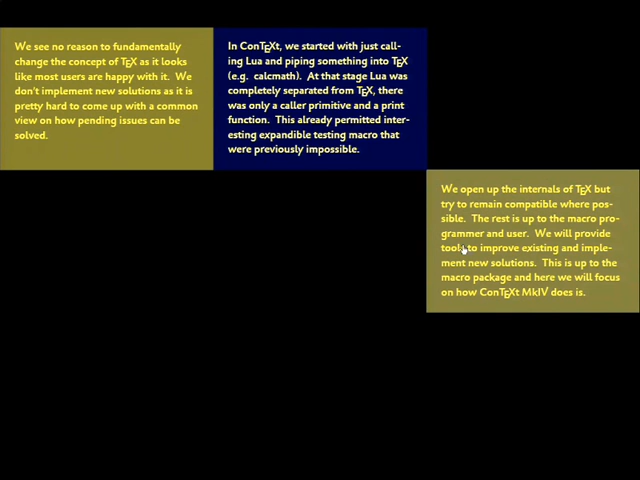 We see no reason to fundamentally
change the concept of TEX as it looks
like most users are happy with it. We
don't implement new solutions as it is
pretty hard to come up with a common
view on how pending issues can be
solved.
In ConTEXt, we started with just call-
ing Lua and piping something into TEX
(e.g. calcmath). At that stage Lua was
completely separated from TEX, there
was only a caller primitive and a print
function. This already permitted inter-
esting expandible testing macro that
were previously impossible.
We open up the internals of TEX but
try to remain compatible where pos-
sible. The rest is up to the macro pro-
grammer and user. We will provide
tools to improve existing and imple-
ment new solutions. This is up to the
macro package and here we will focus
on how ConTEXt MkIV does is.